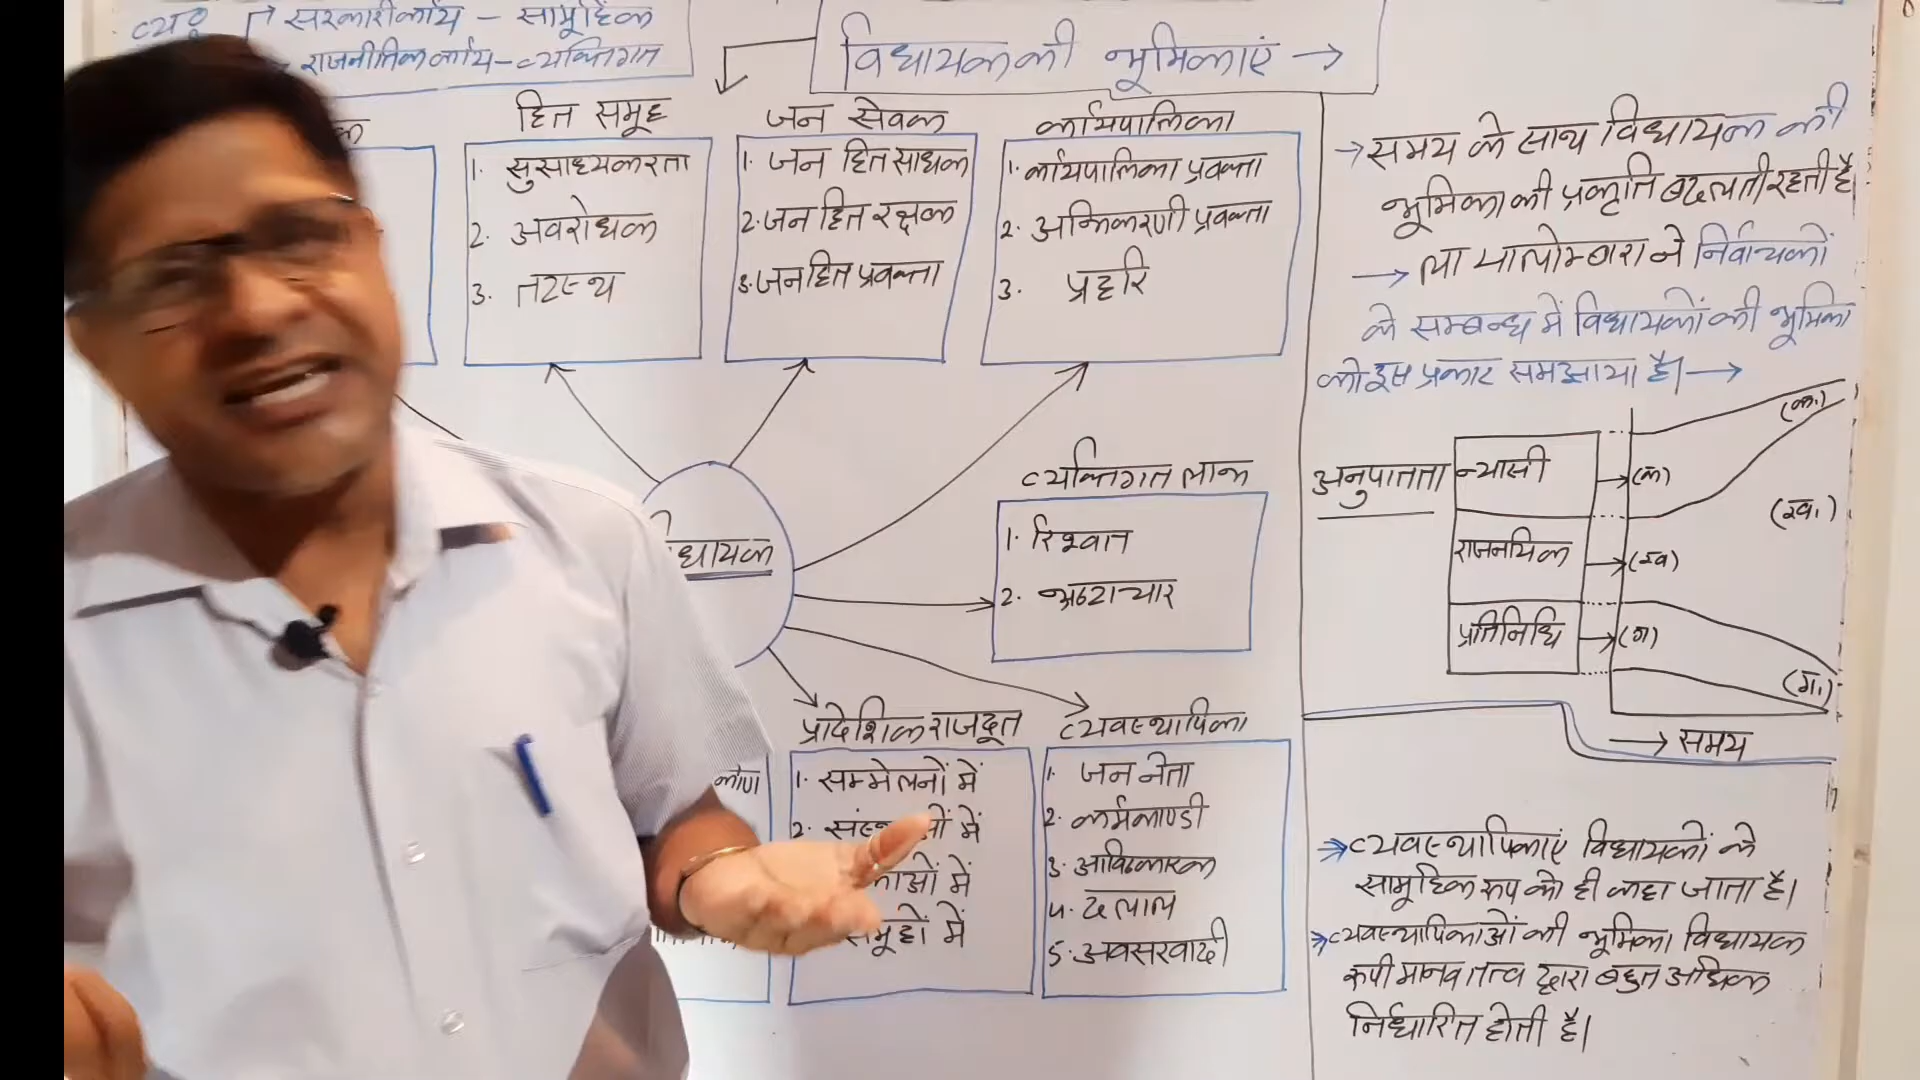 सरकारी कार्य – सामूहिक
राजनीतिक कार्य – व्यक्तिगत
विधायक की भूमिकाएं →
हित समूह
1. सुसाध्यकरता
2. अवरोधक
3. तटस्थ
जन सेवक
1. जन हित साधक
2. जन हित रक्षक
3. जनहित प्रवक्ता
कार्यपालिका
1. कार्यपालिका प्रवक्ता
2. अभिकरणी प्रवक्ता
3. प्रहरि
धायक
व्यक्तिगत लाभ
1. रिश्वत
2. भ्रष्टाचार
प्रादेशिक राजदूत
1. सम्मेलनों में
2. में
में
समूहों में
व्यवस्थापिका
1. जन नेता
2. कर्मकाण्डी
3. आविष्कारक
4. दलाल
5. अवसरवादी
→ समय के साथ विधायक की
भूमिका की प्रकृति बदलती रहती है।
→ ला पालोम्बारा ने निर्वाचकों
के सम्बन्ध में विधायकों की भूमिका
को इस प्रकार समझाया है। →
अनुपातता
न्यासी → (क)
राजनयिक → (ख)
प्रतिनिधि → (ग)
(क.)
(ख.)
(ग.)
→ समय
→ व्यवस्थापिकाएं विधायकों के
सामूहिक रूप को ही कहा जाता है।
→ व्यवस्थापिकाओं की भूमिका विधायक
रूपी मानव तत्व द्वारा बहुत अधिक
निर्धारित होती है।